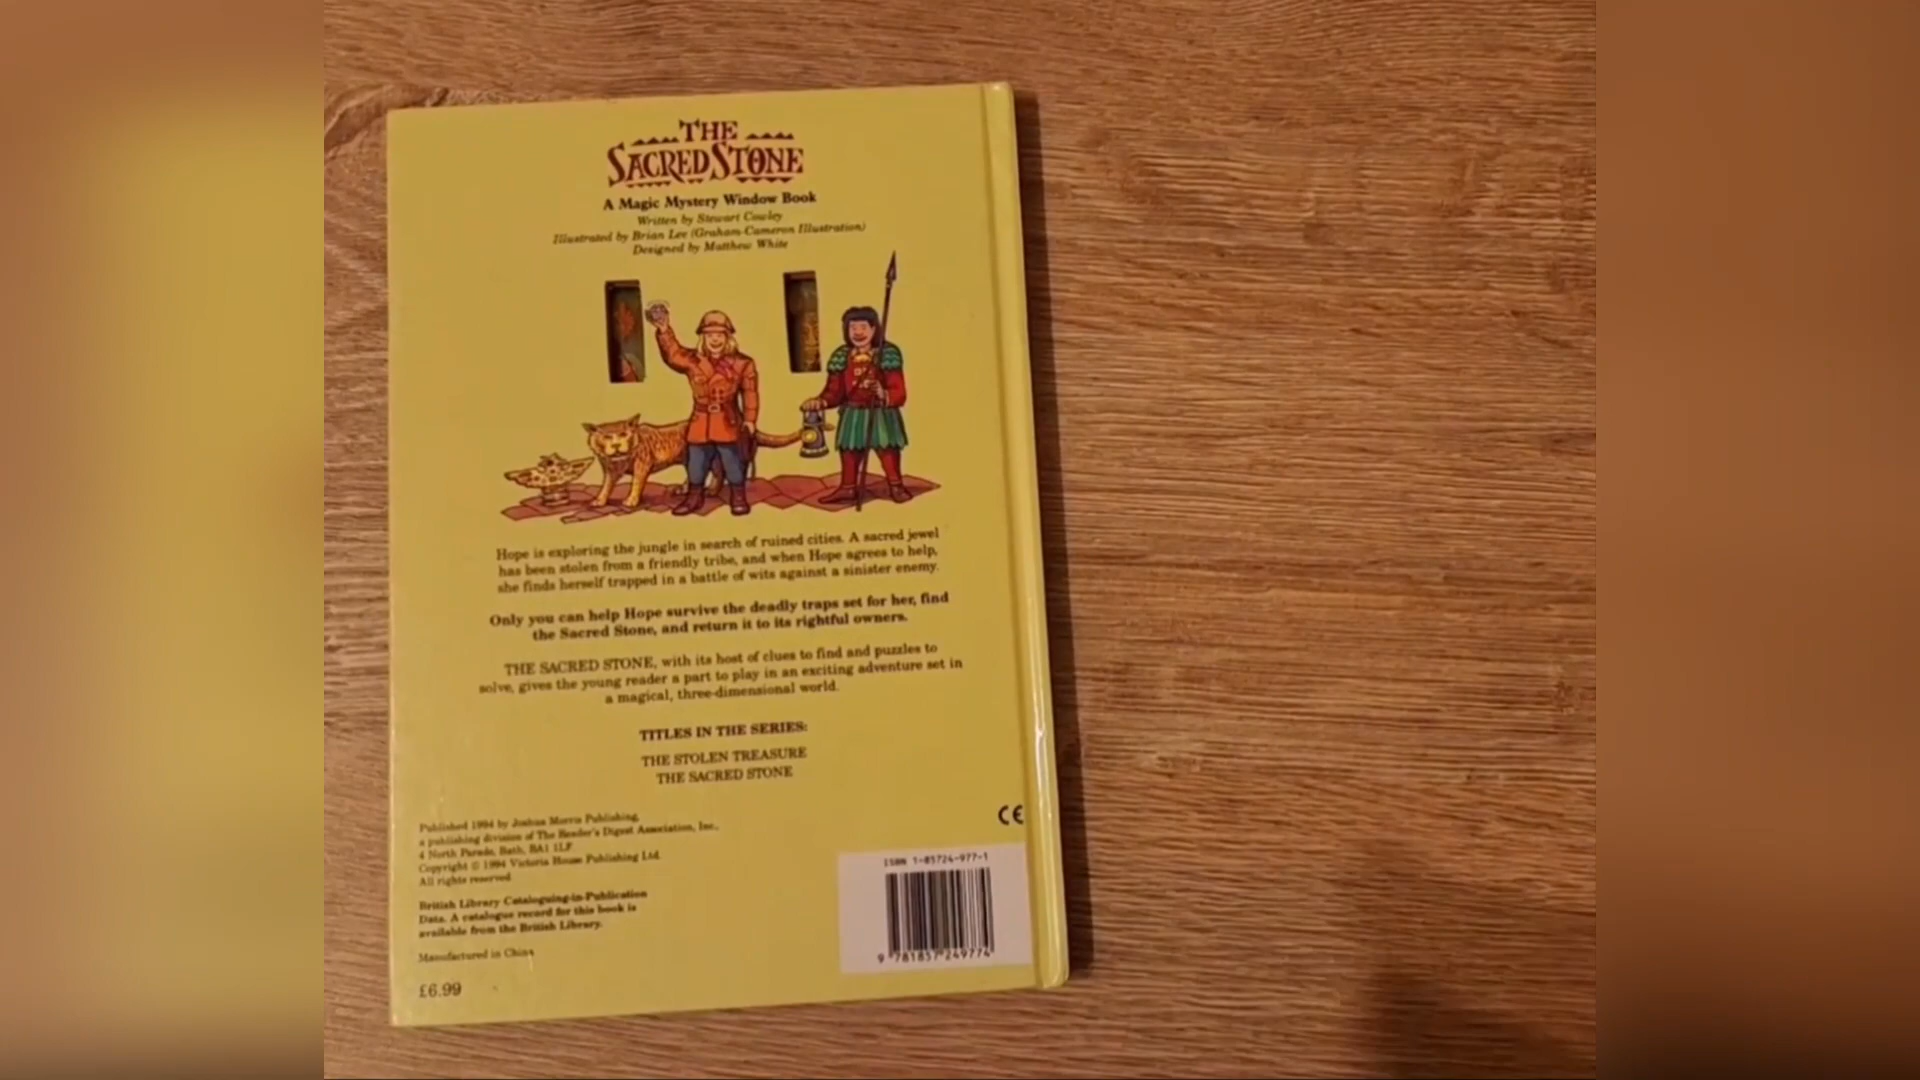 THE
SACRED STONE
A Magic Mystery Window Book
Written by Stewart Cowley
Illustrated by Brian Lee (Graham-Cameron Illustration)
Designed by Matthew White
Hope is exploring the jungle in search of ruined cities. A sacred jewel
has been stolen from a friendly tribe, and when Hope agrees to help,
she finds herself trapped in a battle of wits against a sinister enemy.
Only you can help Hope survive the deadly traps set for her, find
the Sacred Stone, and return it to its rightful owners.
THE SACRED STONE, with its host of clues to find and puzzles to
solve, gives the young reader a part to play in an exciting adventure set in
a magical, three-dimensional world.
TITLES IN THE SERIES:
THE STOLEN TREASURE
THE SACRED STONE
Published 1994 by Joshua Morris Publishing,
a publishing division of The Reader's Digest Association, Inc.,
4 North Parade, Bath, BA1 1LF
Copyright © 1994 Victoria House Publishing Ltd.
All rights reserved
British Library Cataloguing-in-Publication
Data. A catalogue record for this book is
available from the British Library.
Manufactured in China
£6.99
CE
ISBN 1-85724-977-1
9 781857 249774